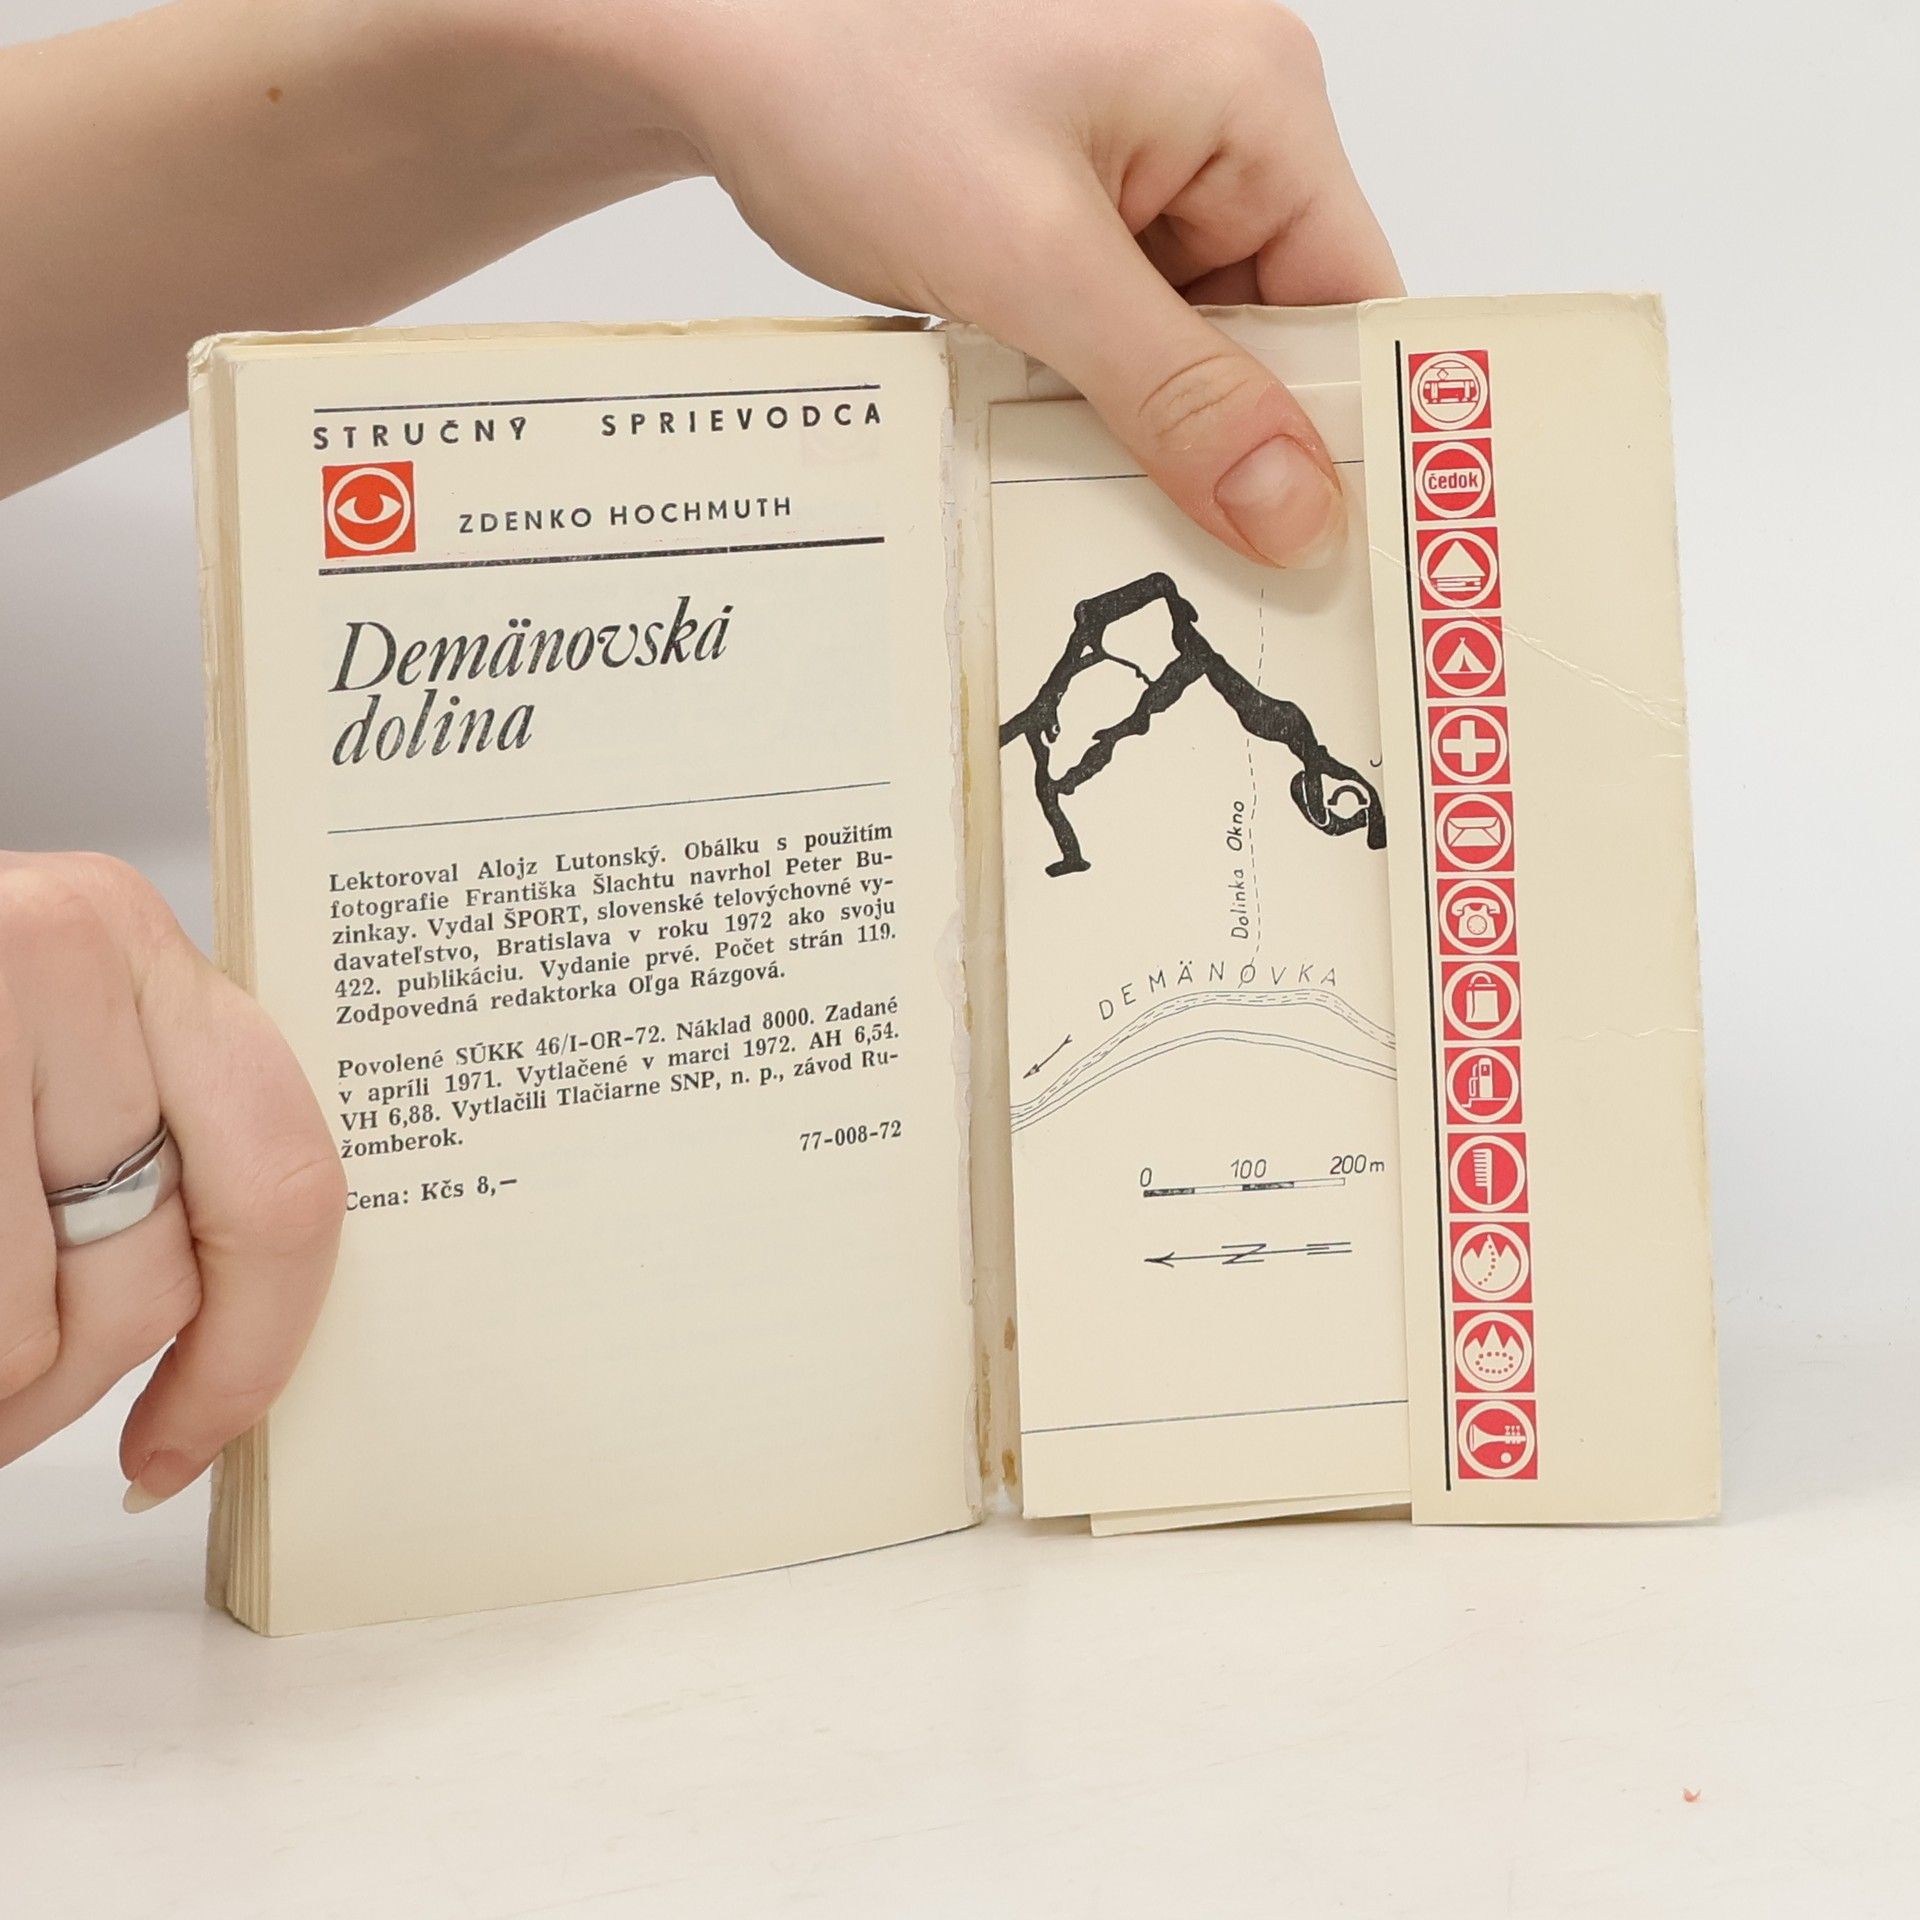 STRUČNÝ SPRIEVODCA
ZDENKO HOCHMUTH
Demänovská
dolina
Lektoroval Alojz Lutonský. Obálku s použitím
fotografie Františka Šlachtu navrhol Peter Bu-
zinkay. Vydal ŠPORT, slovenské telovýchovné vy-
davateľstvo, Bratislava v roku 1972 ako svoju
422. publikáciu. Vydanie prvé. Počet strán 119.
Zodpovedná redaktorka Oľga Rázgová.
Povolené SÚKK 46/I-OR-72. Náklad 8000. Zadané
v apríli 1971. Vytlačené v marci 1972. AH 6,54.
VH 6,88. Vytlačili Tlačiarne SNP, n. p., závod Ru-
žomberok.
77-008-72
Cena: Kčs 8,—
Dolinka Okno
DEMÄNOVKA
0 100 200 m
N
čedok